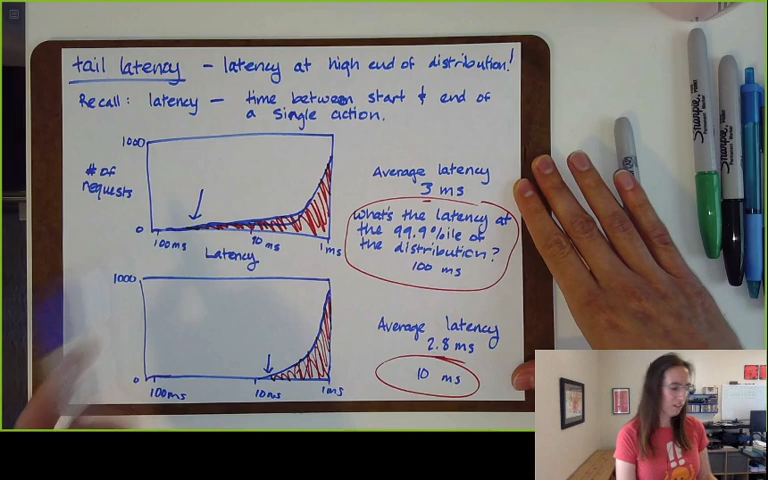 tail latency - latency at high end of distribution!
Recall: latency - time between start & end of
a single action.
1000
# of
requests
0
100ms
10ms
1ms
Latency
Average latency
3 ms
What's the latency at
the 99.9%ile of
the distribution?
100 ms
1000
0
100ms
10ms
1ms
Average latency
2.8 ms
10 ms
Sharpie
Sharpie
!!